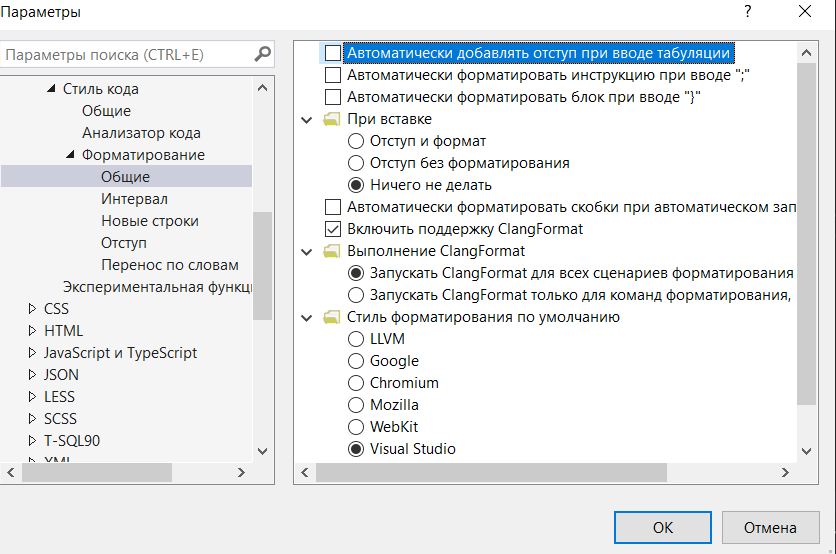 Параметры
?
Параметры поиска (CTRL+E)
Стиль кода
Общие
Анализатор кода
Форматирование
Общие
Интервал
Новые строки
Отступ
Перенос по словам
Экспериментальная функц
CSS
HTML
JavaScript и TypeScript
JSON
LESS
SCSS
T-SQL90
XML
Автоматически добавлять отступ при вводе табуляции
Автоматически форматировать инструкцию при вводе ";"
Автоматически форматировать блок при вводе "}"
При вставке
Отступ и формат
Отступ без форматирования
Ничего не делать
Автоматически форматировать скобки при автоматическом зап
Включить поддержку ClangFormat
Выполнение ClangFormat
Запускать ClangFormat для всех сценариев форматирования
Запускать ClangFormat только для команд форматирования,
Стиль форматирования по умолчанию
LLVM
Google
Chromium
Mozilla
WebKit
Visual Studio
ОК
Отмена